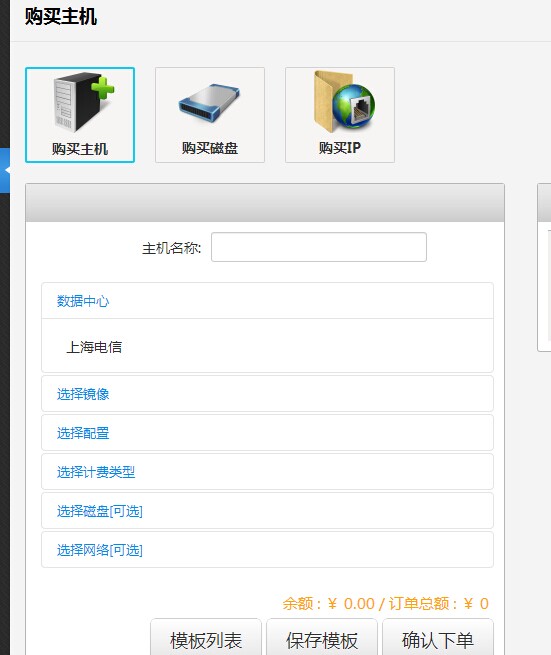 购买主机
购买主机 购买磁盘 购买IP
主机名称:
数据中心
上海电信
选择镜像
选择配置
选择计费类型
选择磁盘[可选]
选择网络[可选]
余额 : ¥ 0.00 / 订单总额 : ¥ 0
模板列表 保存模板 确认下单